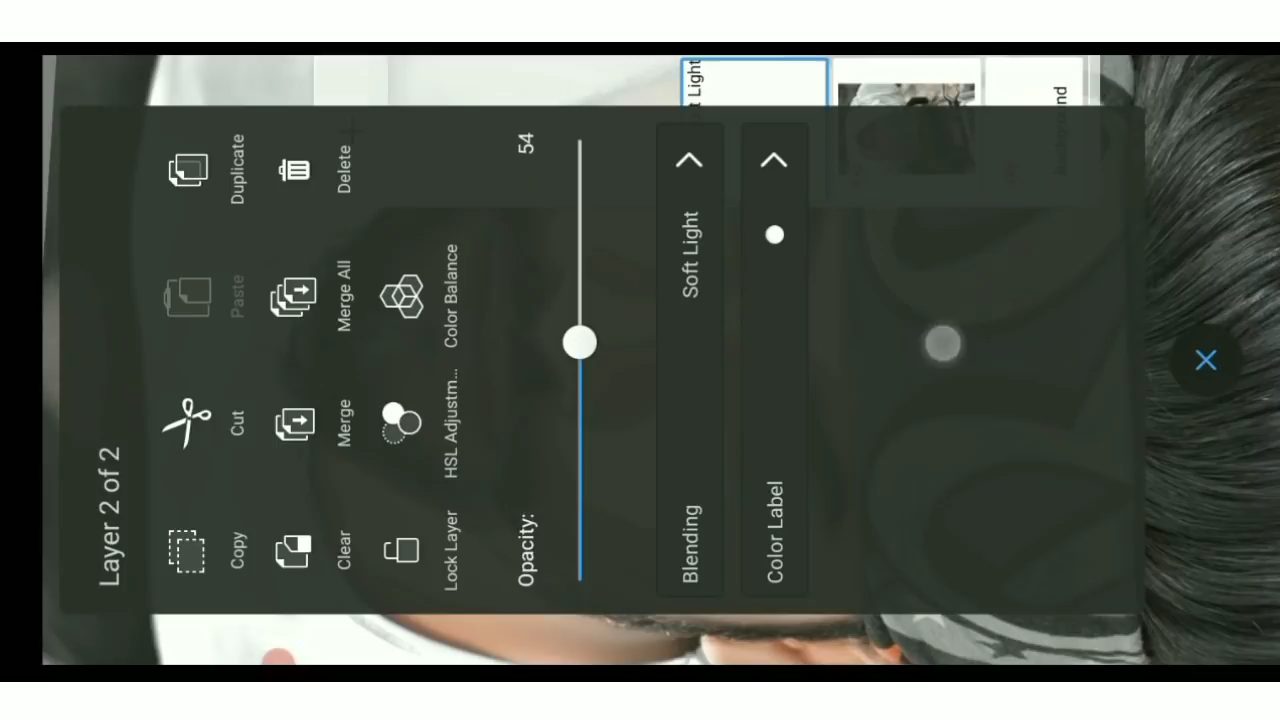 Layer 2 of 2
Copy
Cut
Paste
Duplicate
Clear
Merge
Merge All
Delete
Lock Layer
HSL Adjustm...
Color Balance
Opacity:
54
Blending
Soft Light
Color Label
t Light